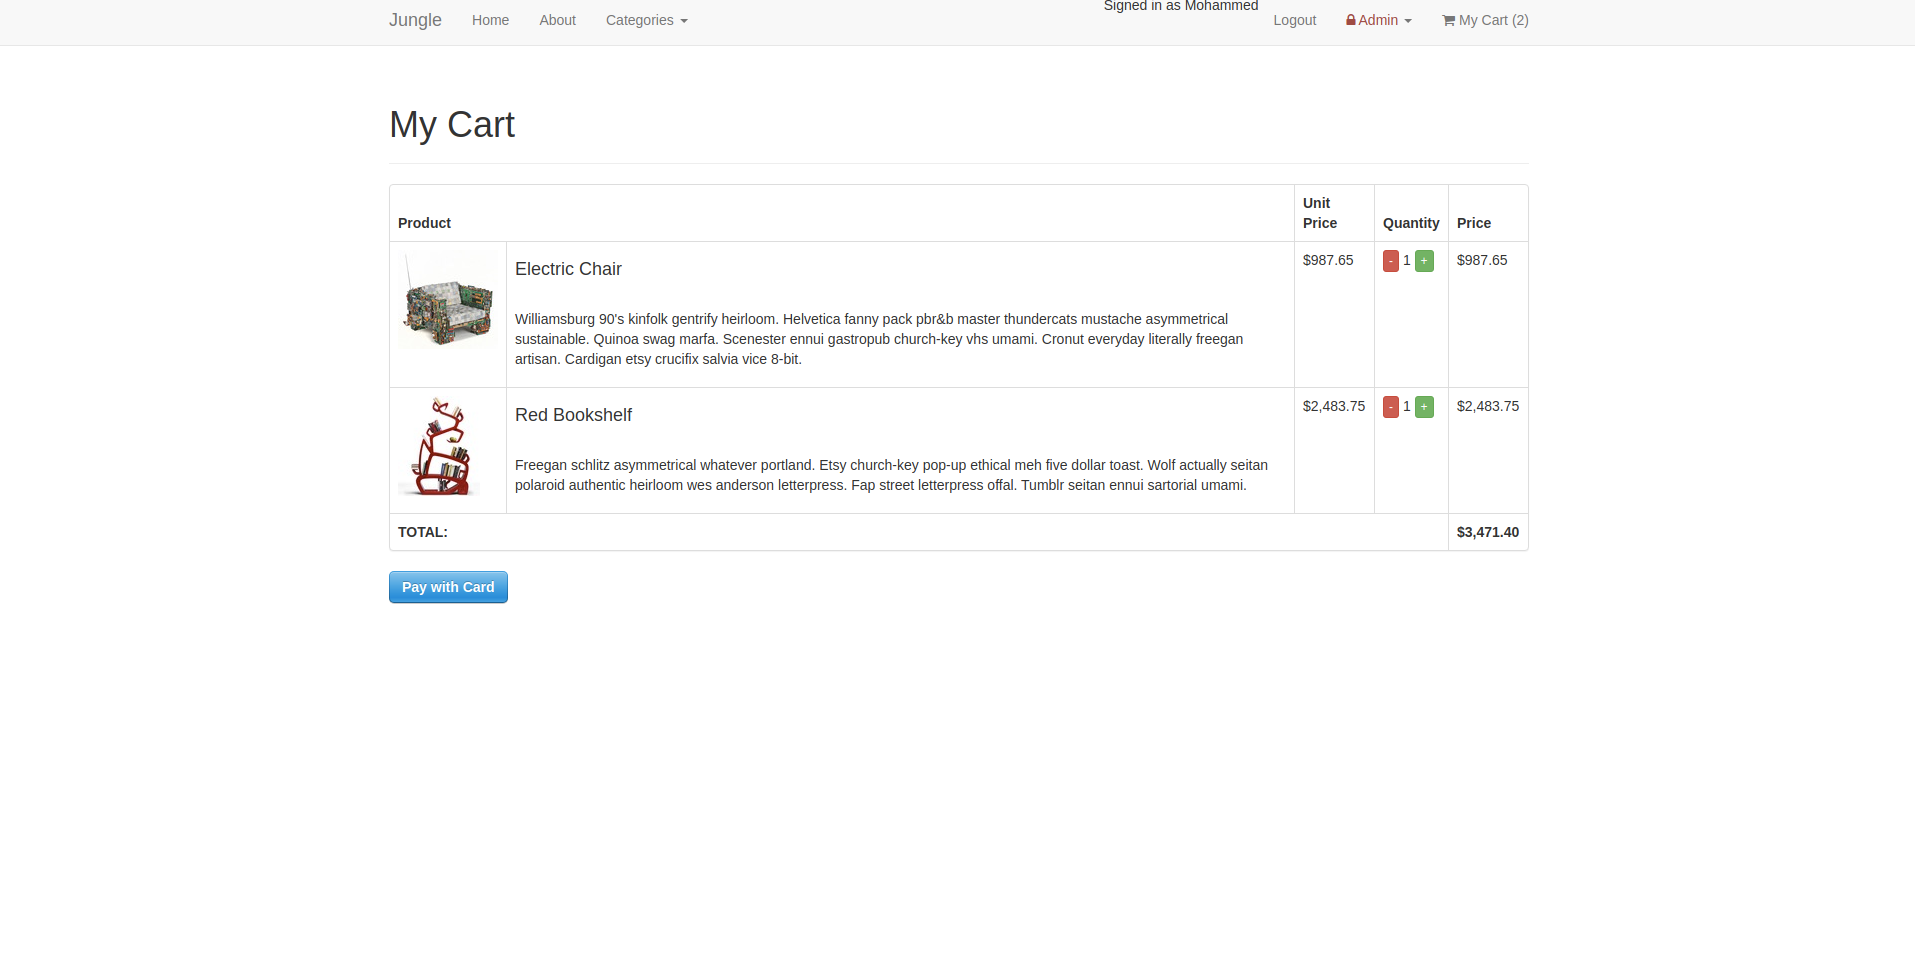 Jungle Home About Categories Signed in as Mohammed Logout Admin My Cart (2)
My Cart
Product Unit Price Quantity Price
Electric Chair $987.65 - 1 + $987.65
Williamsburg 90's kinfolk gentrify heirloom. Helvetica fanny pack pbr&b master thundercats mustache asymmetrical
sustainable. Quinoa swag marfa. Scenester ennui gastropub church-key vhs umami. Cronut everyday literally freegan
artisan. Cardigan etsy crucifix salvia vice 8-bit.
Red Bookshelf $2,483.75 - 1 + $2,483.75
Freegan schlitz asymmetrical whatever portland. Etsy church-key pop-up ethical meh five dollar toast. Wolf actually seitan
polaroid authentic heirloom wes anderson letterpress. Fap street letterpress offal. Tumblr seitan ennui sartorial umami.
TOTAL: $3,471.40
Pay with Card